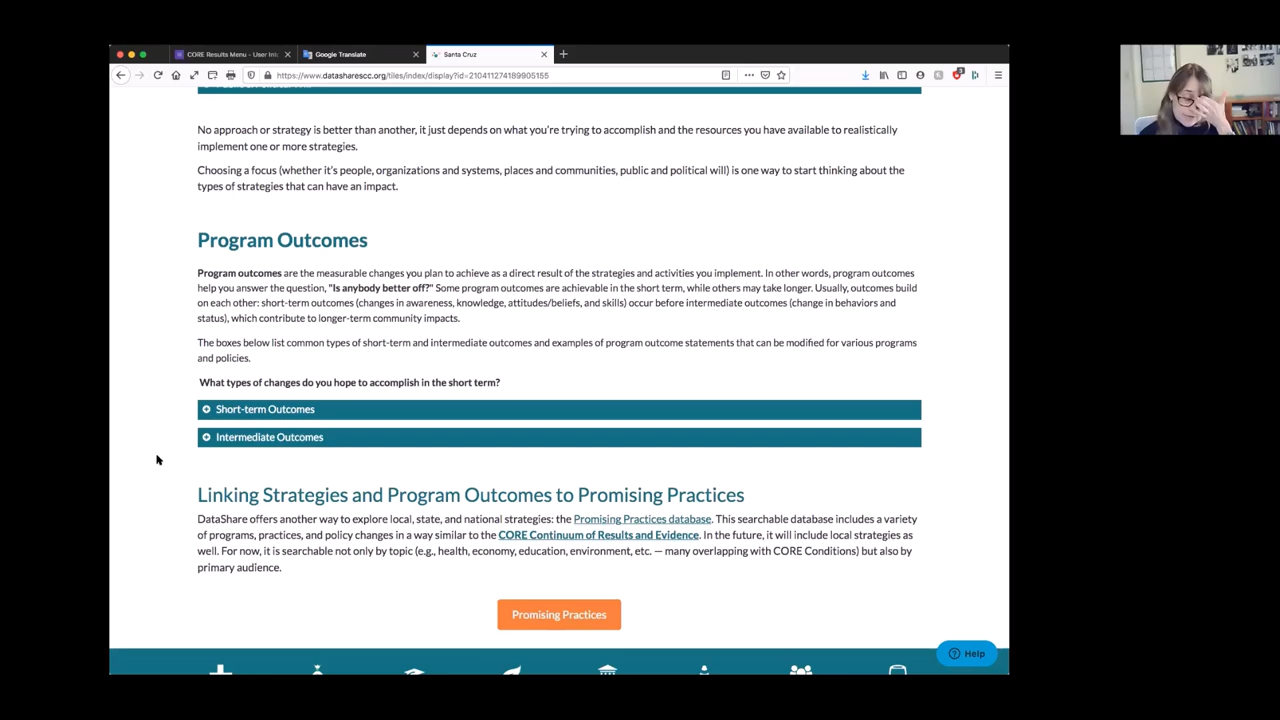 CORE Results Menu - User Int
Google Translate
Santa Cruz
https://www.datasharescc.org/tiles/index/display?id=210411274189905155
No approach or strategy is better than another, it just depends on what you're trying to accomplish and the resources you have available to realistically
implement one or more strategies.
Choosing a focus (whether it's people, organizations and systems, places and communities, public and political will) is one way to start thinking about the
types of strategies that can have an impact.
Program Outcomes
Program outcomes are the measurable changes you plan to achieve as a direct result of the strategies and activities you implement. In other words, program outcomes
help you answer the question, "Is anybody better off?" Some program outcomes are achievable in the short term, while others may take longer. Usually, outcomes build
on each other: short-term outcomes (changes in awareness, knowledge, attitudes/beliefs, and skills) occur before intermediate outcomes (change in behaviors and
status), which contribute to longer-term community impacts.
The boxes below list common types of short-term and intermediate outcomes and examples of program outcome statements that can be modified for various programs
and policies.
What types of changes do you hope to accomplish in the short term?
Short-term Outcomes
Intermediate Outcomes
Linking Strategies and Program Outcomes to Promising Practices
DataShare offers another way to explore local, state, and national strategies: the Promising Practices database. This searchable database includes a variety
of programs, practices, and policy changes in a way similar to the CORE Continuum of Results and Evidence. In the future, it will include local strategies as
well. For now, it is searchable not only by topic (e.g., health, economy, education, environment, etc. — many overlapping with CORE Conditions) but also by
primary audience.
Promising Practices
Help